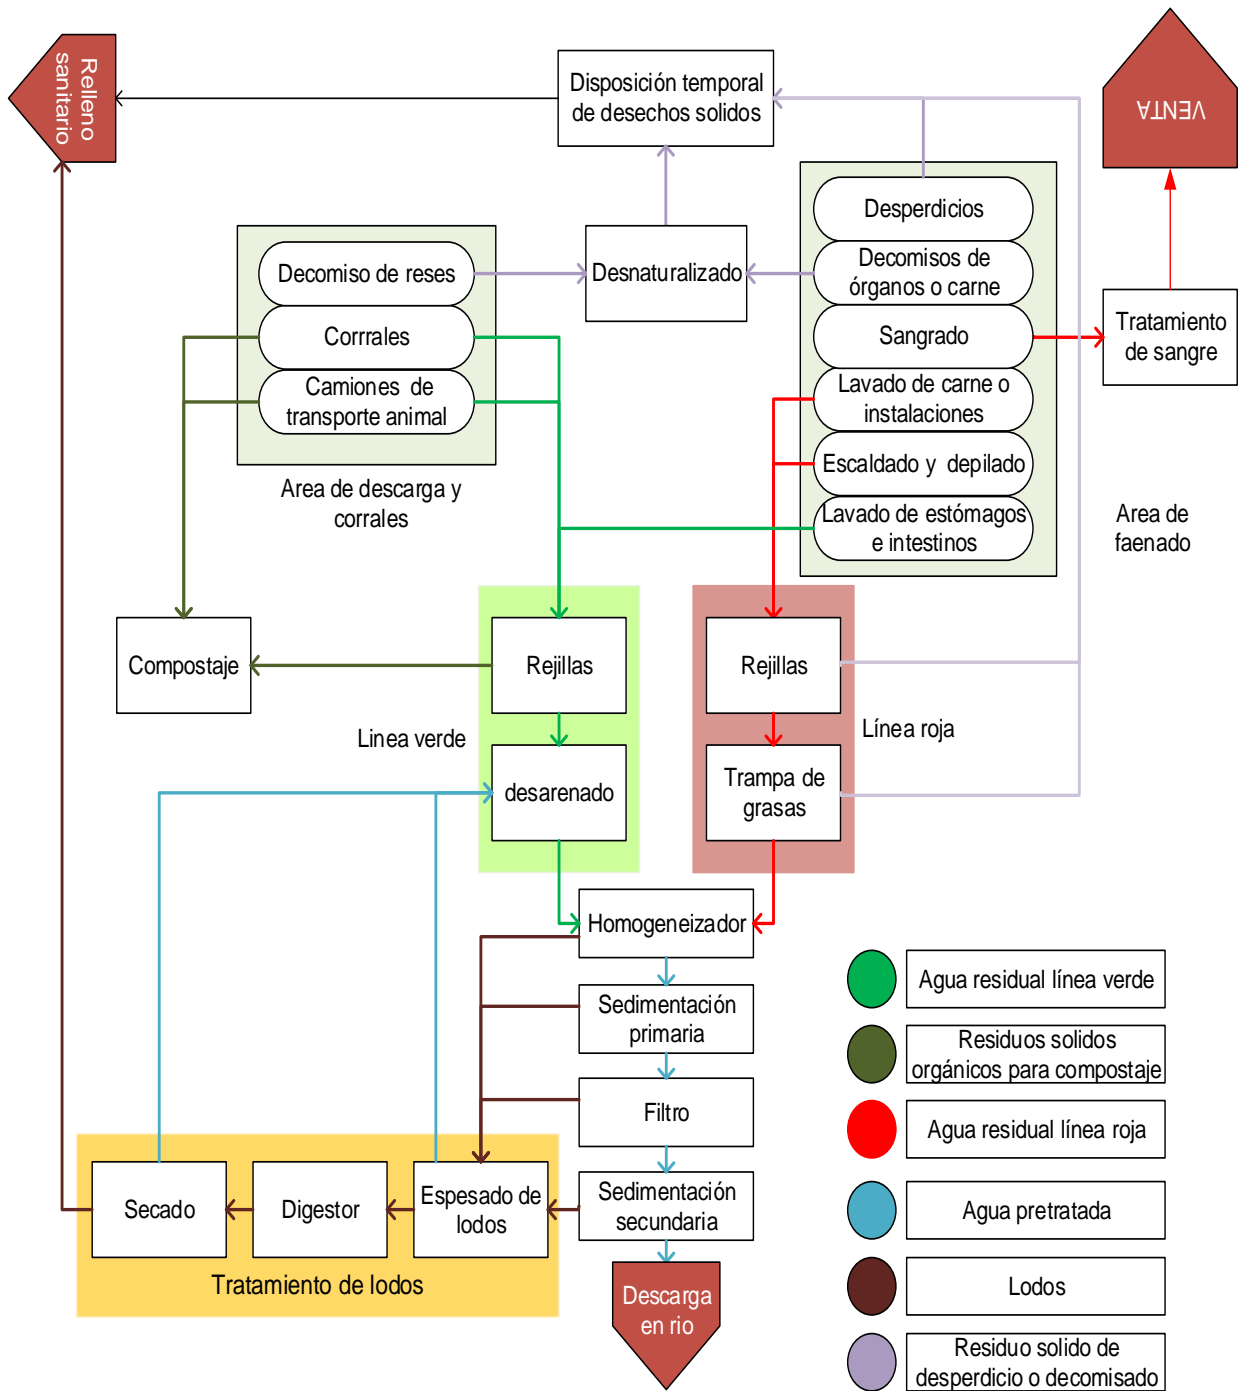 Relleno
sanitario
Disposición temporal
de desechos solidos
VENTA
Desperdicios
Decomiso de reses
Desnaturalizado
Decomisos de
órganos o carne
Corrrales
Sangrado
Tratamiento
de sangre
Camiones de
transporte animal
Lavado de carne o
instalaciones
Escaldado y depilado
Area de descarga y
corrales
Lavado de estómagos
e intestinos
Area de
faenado
Compostaje
Rejillas
Rejillas
Linea verde
Línea roja
desarenado
Trampa de
grasas
Homogeneizador
Sedimentación
primaria
Filtro
Secado
Digestor
Espesado de
lodos
Sedimentación
secundaria
Tratamiento de lodos
Descarga
en rio
Agua residual línea verde
Residuos solidos
orgánicos para compostaje
Agua residual línea roja
Agua pretratada
Lodos
Residuo solido de
desperdicio o decomisado